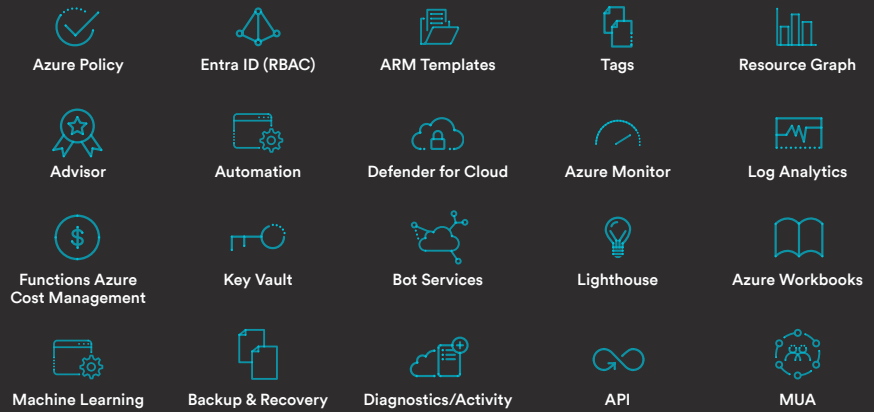 Azure Policy
Entra ID (RBAC)
ARM Templates
Tags
Resource Graph
Advisor
Automation
Defender for Cloud
Azure Monitor
Log Analytics
Functions Azure
Cost Management
Key Vault
Bot Services
Lighthouse
Azure Workbooks
Machine Learning
Backup & Recovery
Diagnostics/Activity
API
MUA
$